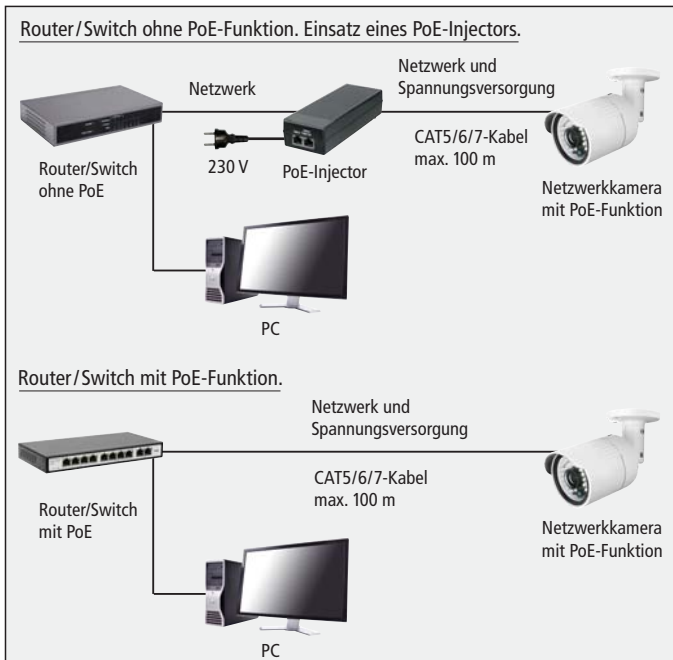 Router/Switch ohne PoE-Funktion. Einsatz eines PoE-Injectors.
Netzwerk
Netzwerk und
Spannungsversorgung
CAT5/6/7-Kabel
max. 100 m
230 V
PoE-Injector
Router/Switch
ohne PoE
Netzwerkkamera
mit PoE-Funktion
PC
Router/Switch mit PoE-Funktion.
Netzwerk und
Spannungsversorgung
CAT5/6/7-Kabel
max. 100 m
Router/Switch
mit PoE
Netzwerkkamera
mit PoE-Funktion
PC